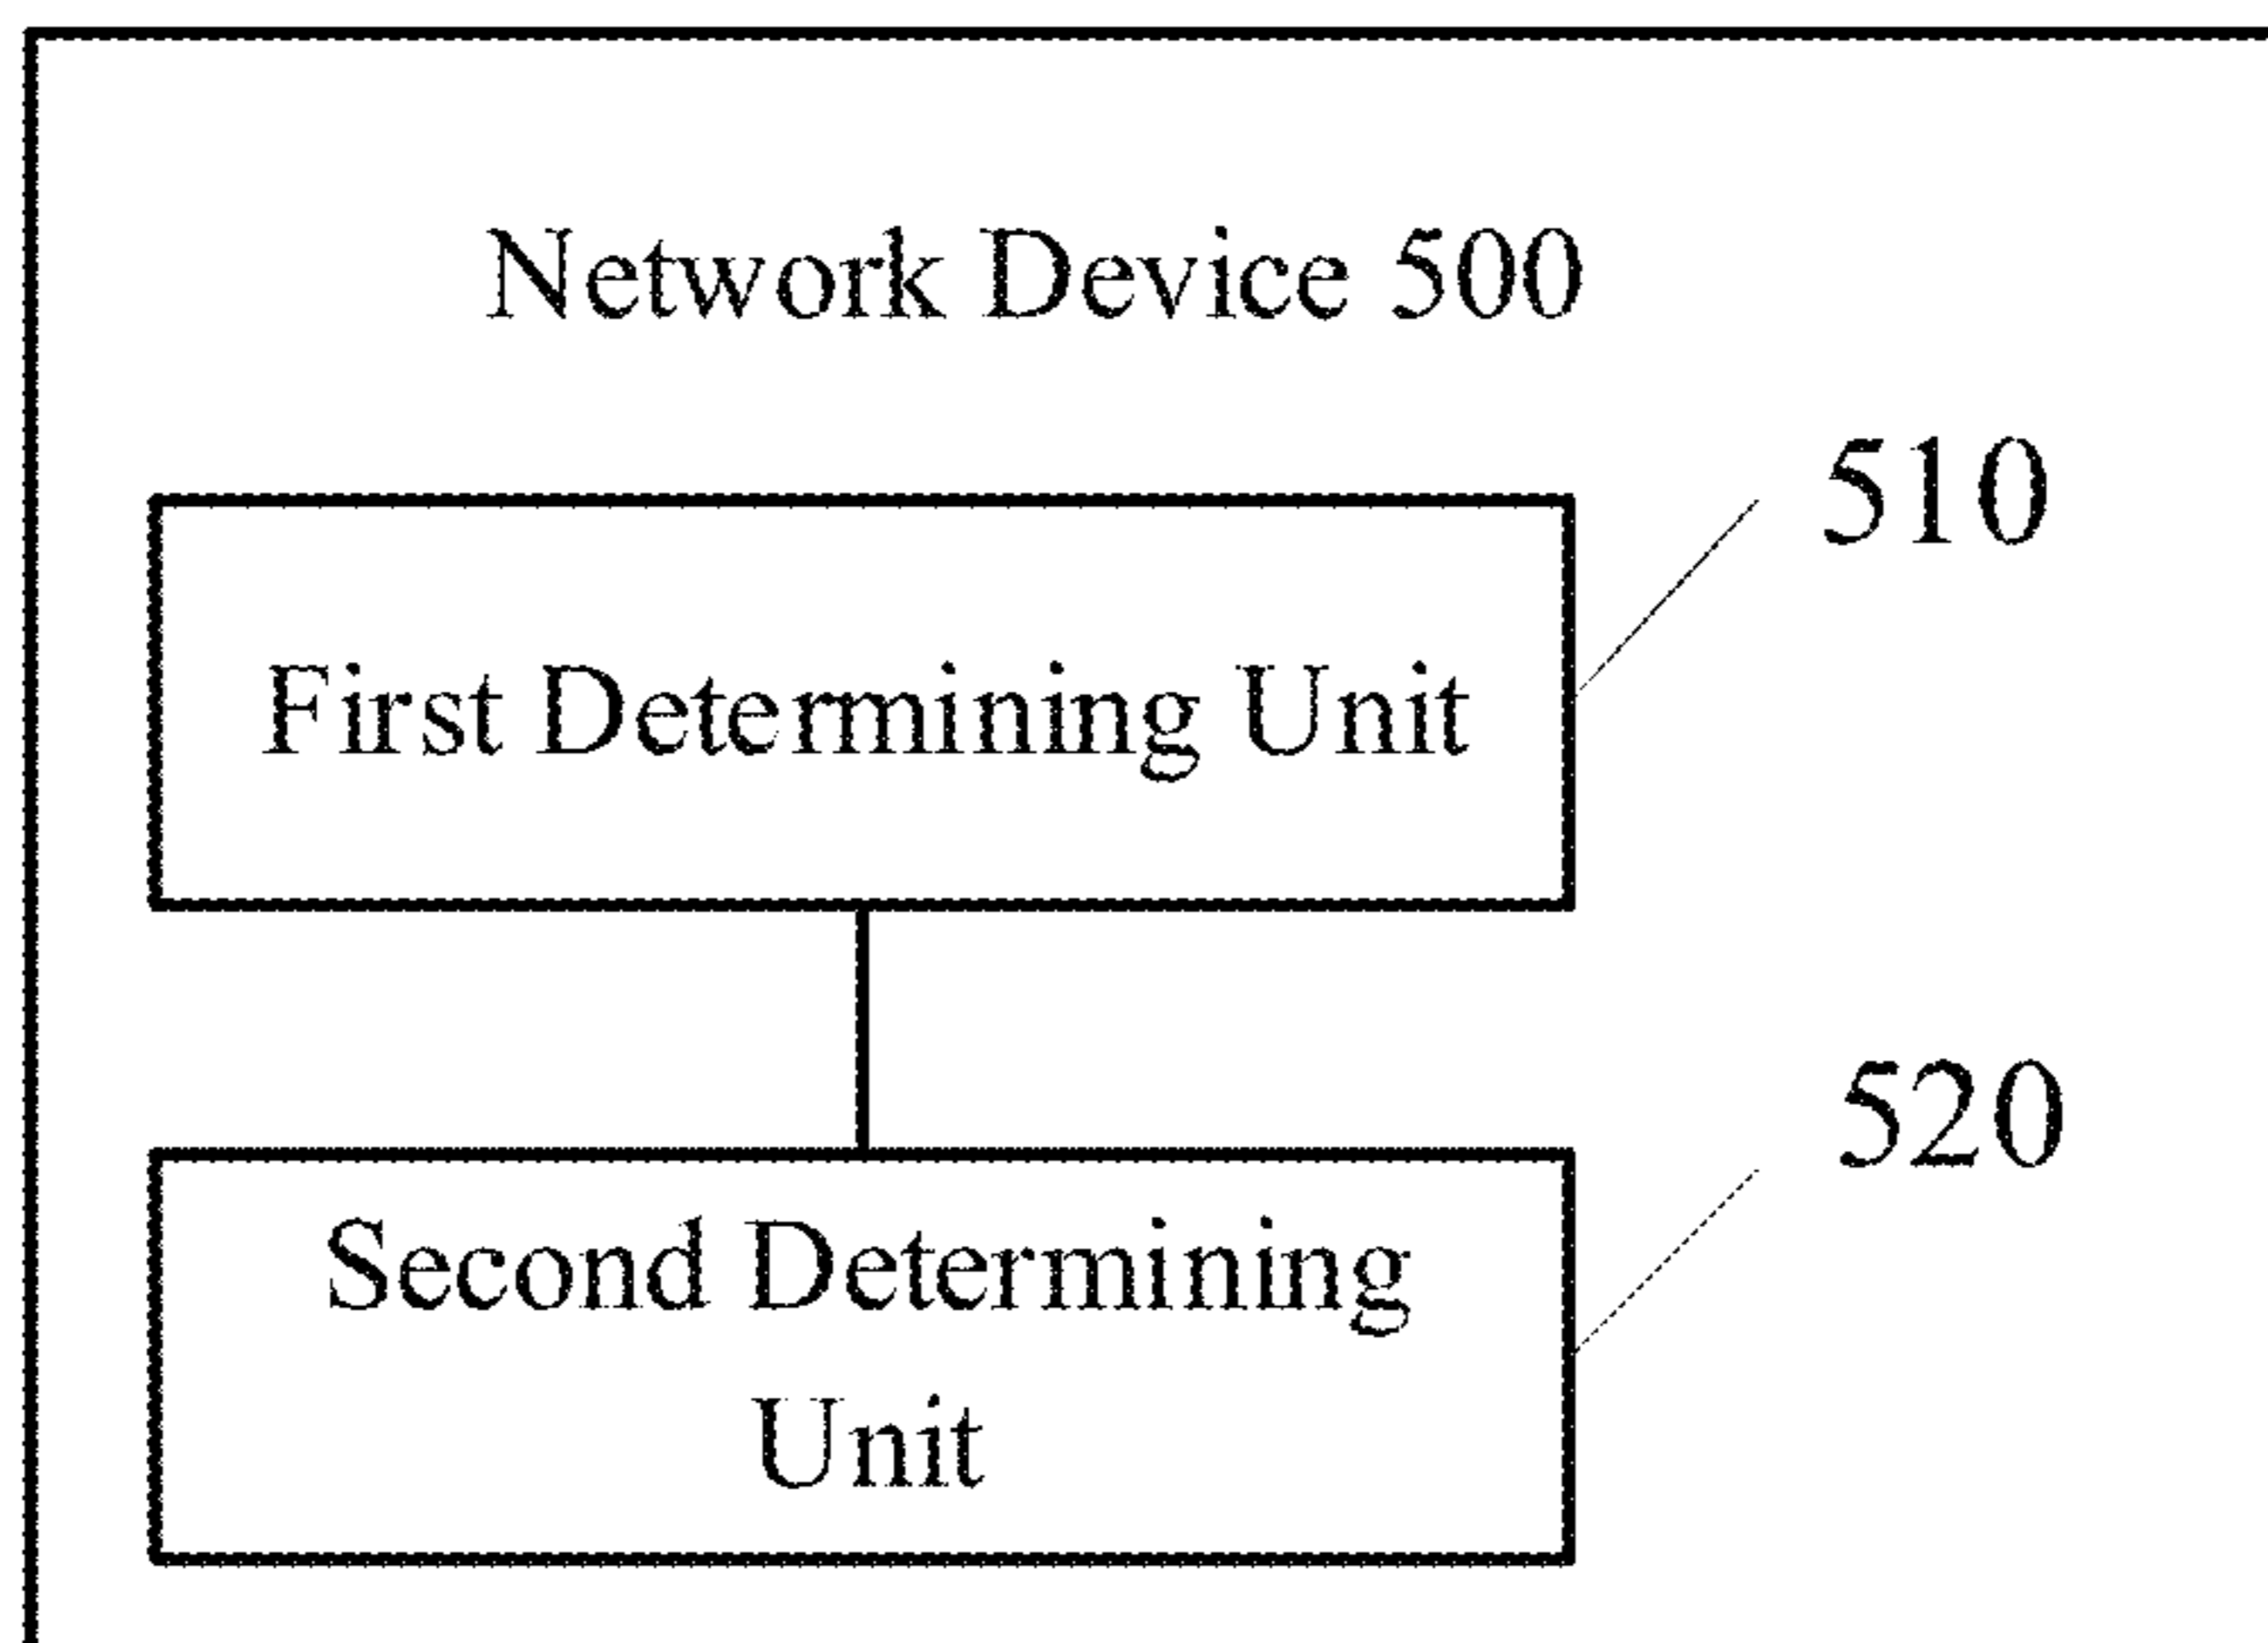 Network Device 500
510
First Determining Unit
520
Second Determining
Unit